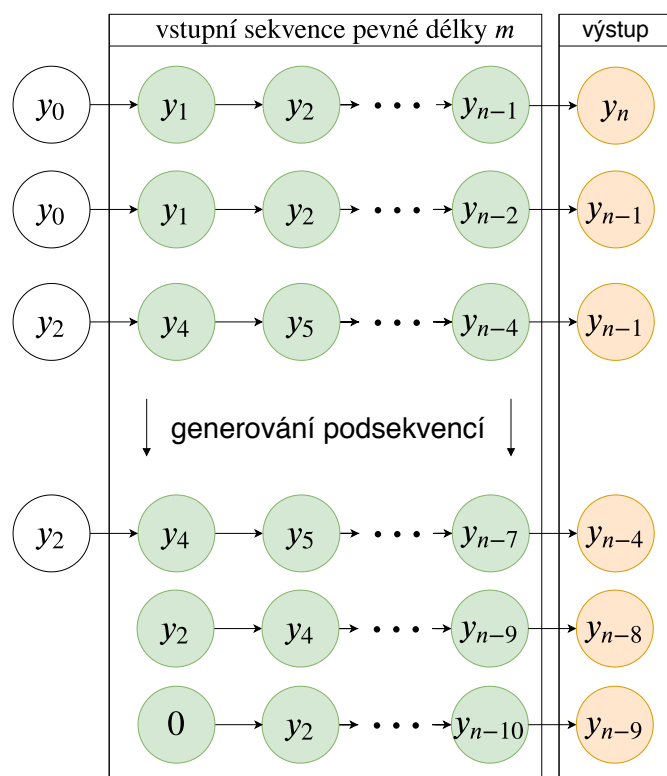 vstupní sekvence pevné délky m výstup
y₀ y₁ y₂ • • • yₙ₋₁ yₙ
y₀ y₁ y₂ • • • yₙ₋₂ yₙ₋₁
y₂ y₄ y₅ • • • yₙ₋₄ yₙ₋₁
generování podsekvencí
y₂ y₄ y₅ • • • yₙ₋₇ yₙ₋₄
y₂ y₄ • • • yₙ₋₉ yₙ₋₈
0 y₂ • • • yₙ₋₁₀ yₙ₋₉